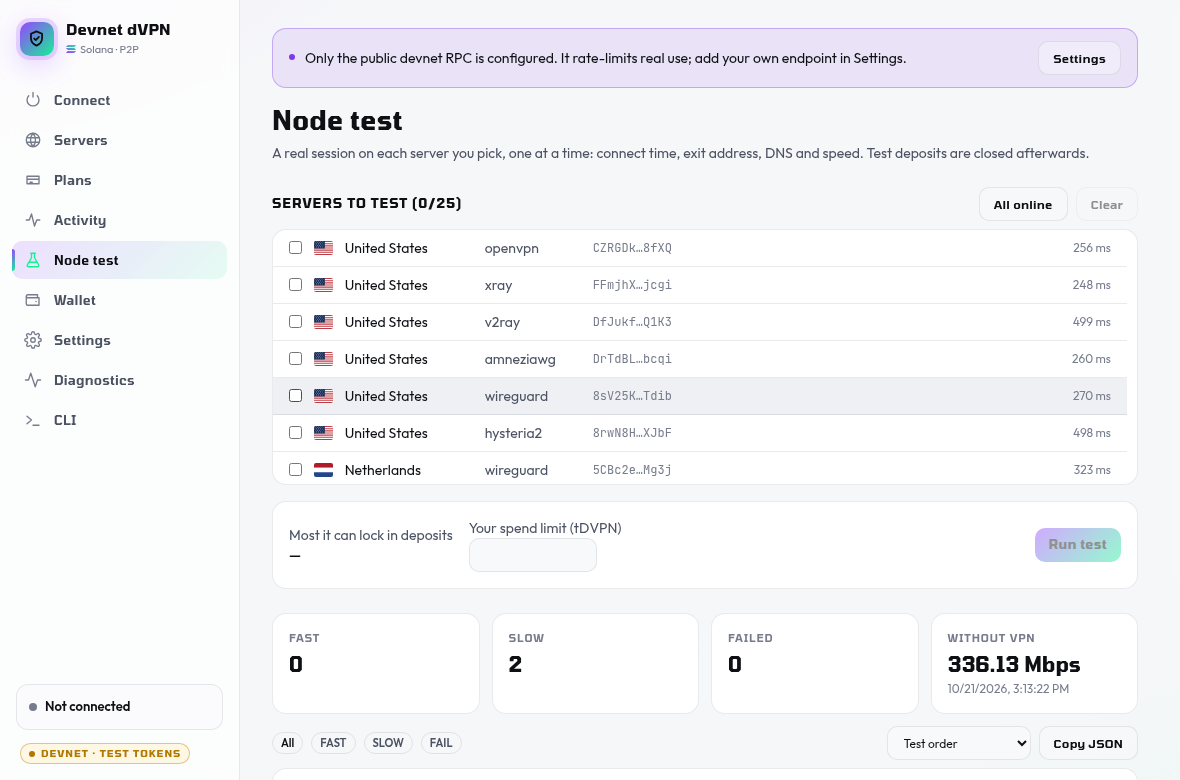 Devnet dVPN
Solana · P2P
Connect
Servers
Plans
Activity
Node test
Wallet
Settings
Diagnostics
CLI
Not connected
DEVNET · TEST TOKENS
Only the public devnet RPC is configured. It rate-limits real use; add your own endpoint in Settings.
Settings
Node test
A real session on each server you pick, one at a time: connect time, exit address, DNS and speed. Test deposits are closed afterwards.
SERVERS TO TEST (0/25)
All online
Clear
United States openvpn CZRGDk…8fXQ 256 ms
United States xray FFmjhX…jcgi 248 ms
United States v2ray DfJukf…Q1K3 499 ms
United States amneziawg DrTdBL…bcqi 260 ms
United States wireguard 8sV25K…Tdib 270 ms
United States hysteria2 8rwN8H…XJbF 498 ms
Netherlands wireguard 5CBc2e…Mg3j 323 ms
Most it can lock in deposits
—
Your spend limit (tDVPN)
Run test
FAST
0
SLOW
2
FAILED
0
WITHOUT VPN
336.13 Mbps
10/21/2026, 3:13:22 PM
All FAST SLOW FAIL
Test order
Copy JSON